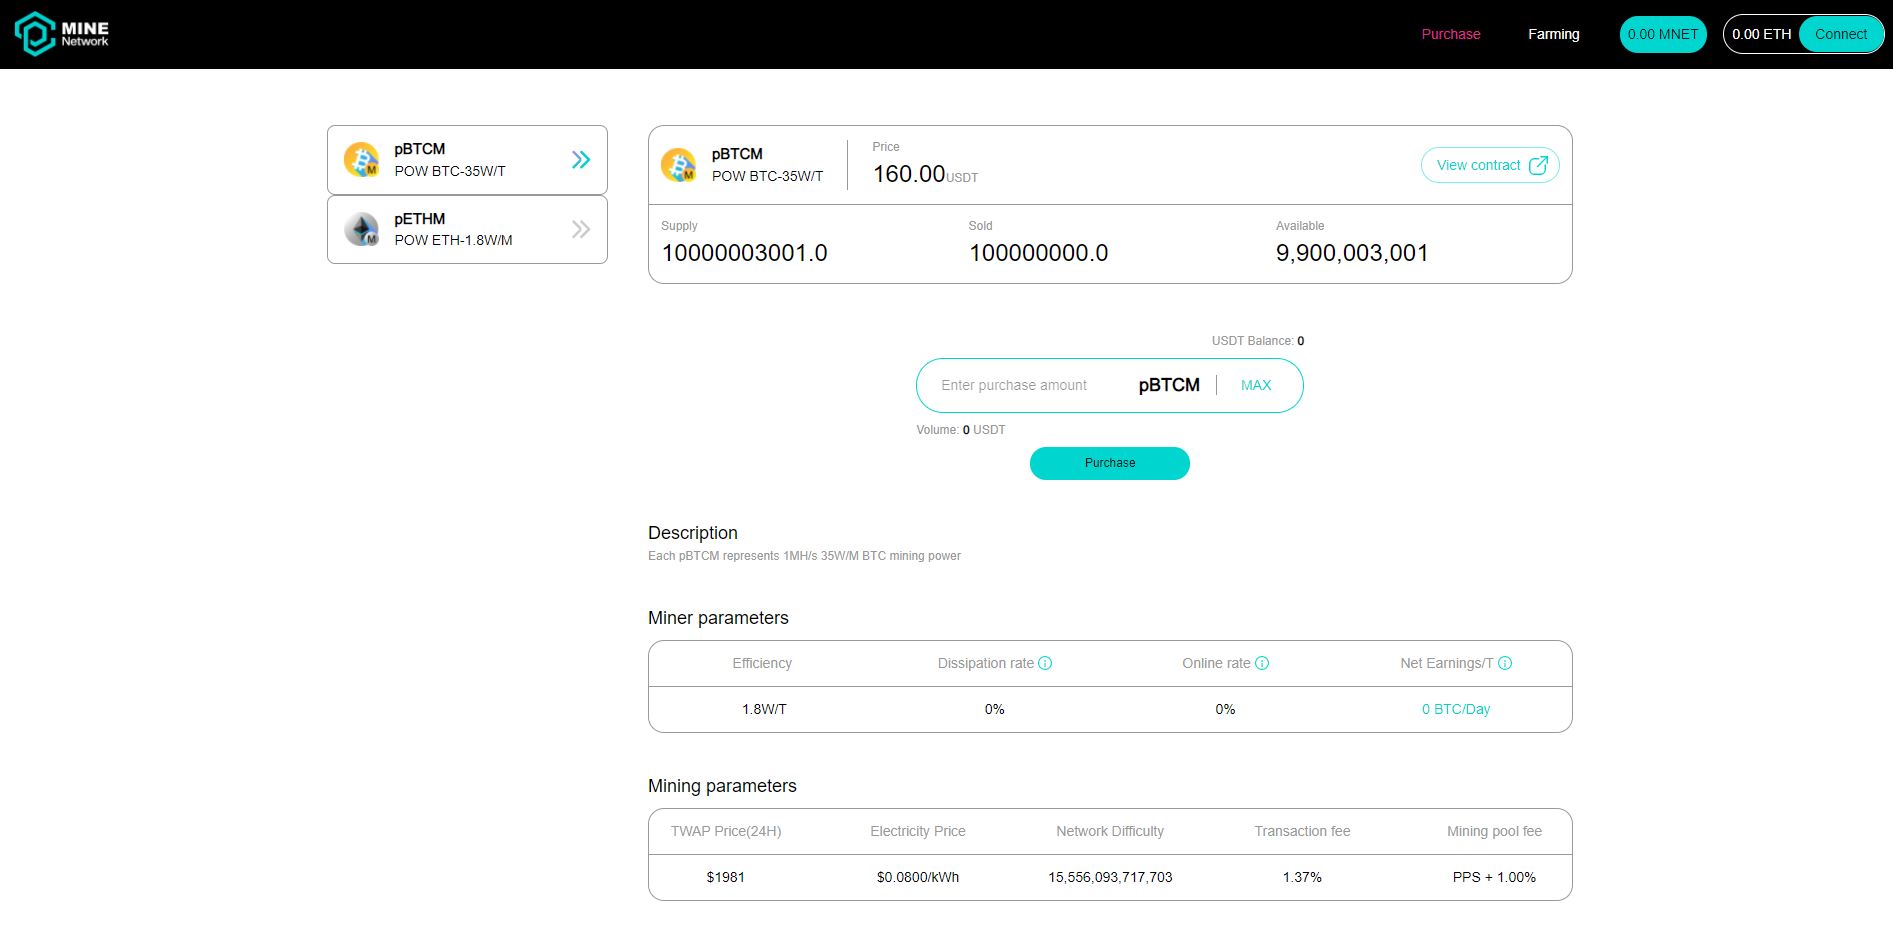 MINE
Network
Purchase
Farming
0.00 MNET
0.00 ETH
Connect
pBTCM
POW BTC-35W/T
pETHM
POW ETH-1.8W/M
pBTCM
POW BTC-35W/T
Price
160.00USDT
View contract
Supply
Sold
Available
10000003001.0
100000000.0
9,900,003,001
USDT Balance: 0
Enter purchase amount
pBTCM
MAX
Volume: 0 USDT
Purchase
Description
Each pBTCM represents 1MH/s 35W/M BTC mining power
Miner parameters
Efficiency
Dissipation rate
Online rate
Net Earnings/T
1.8W/T
0%
0%
0 BTC/Day
Mining parameters
TWAP Price(24H)
Electricity Price
Network Difficulty
Transaction fee
Mining pool fee
$1981
$0.0800/kWh
15,556,093,717,703
1.37%
PPS + 1.00%